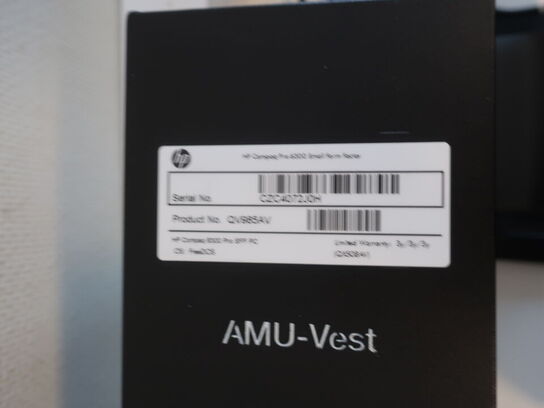 hp
HP Compaq Pro 6300 Small Form Factor
Serial No. CZC4072J0H
Product No. QV985AV
HP Compaq 6300 Pro SFF PC Limited Warranty: 3y/3y/3y
OS: FreeDOS
AMU-Vest